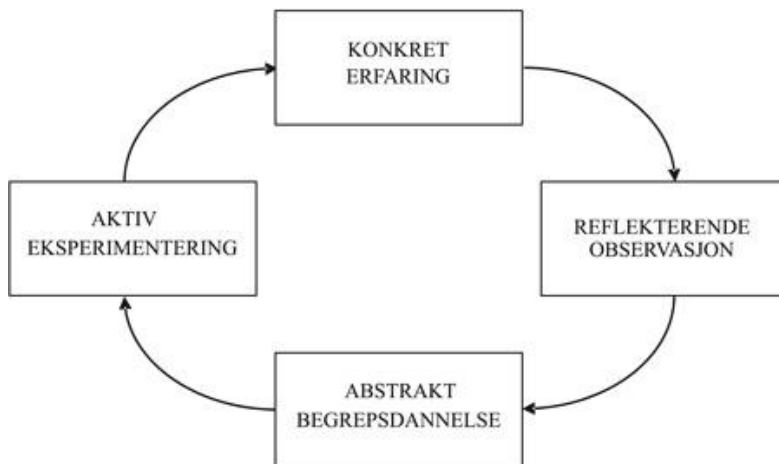 KONKRET
ERFARING
AKTIV
EKSPERIMENTERING
REFLEKTERENDE
OBSERVASJON
ABSTRAKT
BEGREPSDANNELSE